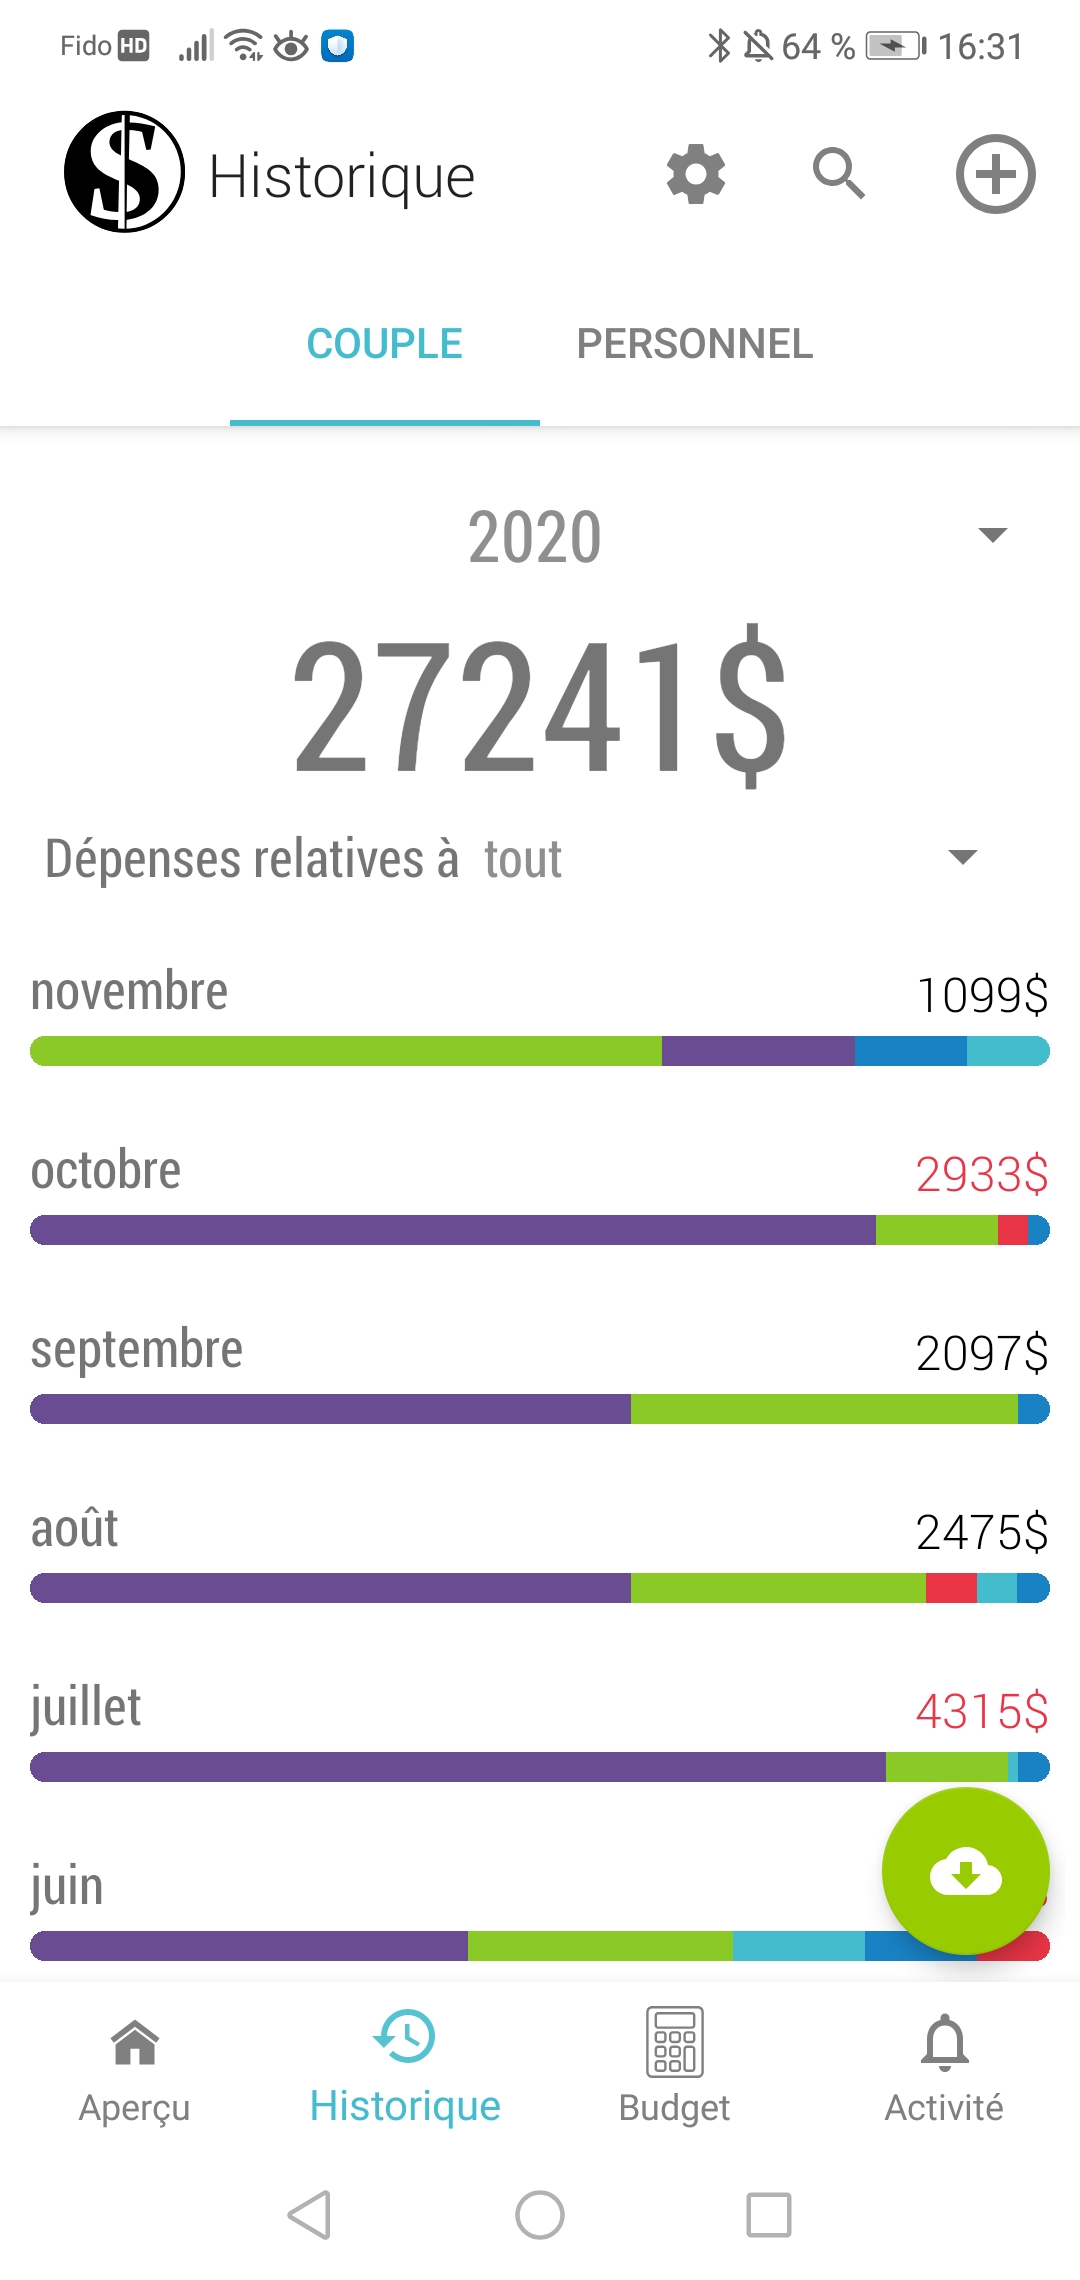 Fido HD 64 % 16:31
Historique
COUPLE PERSONNEL
2020
27241$
Dépenses relatives à tout
novembre 1099$
octobre 2933$
septembre 2097$
août 2475$
juillet 4315$
juin
Aperçu Historique Budget Activité